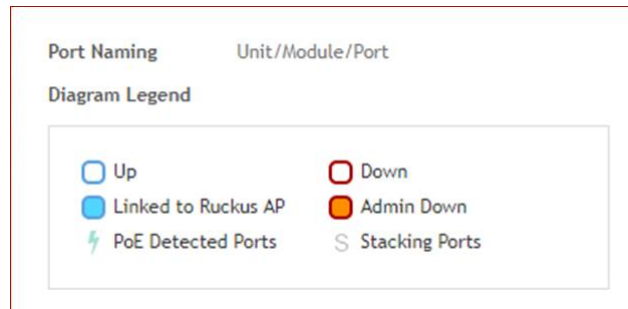 Port Naming Unit/Module/Port
Diagram Legend
Up Down
Linked to Ruckus AP Admin Down
PoE Detected Ports S Stacking Ports